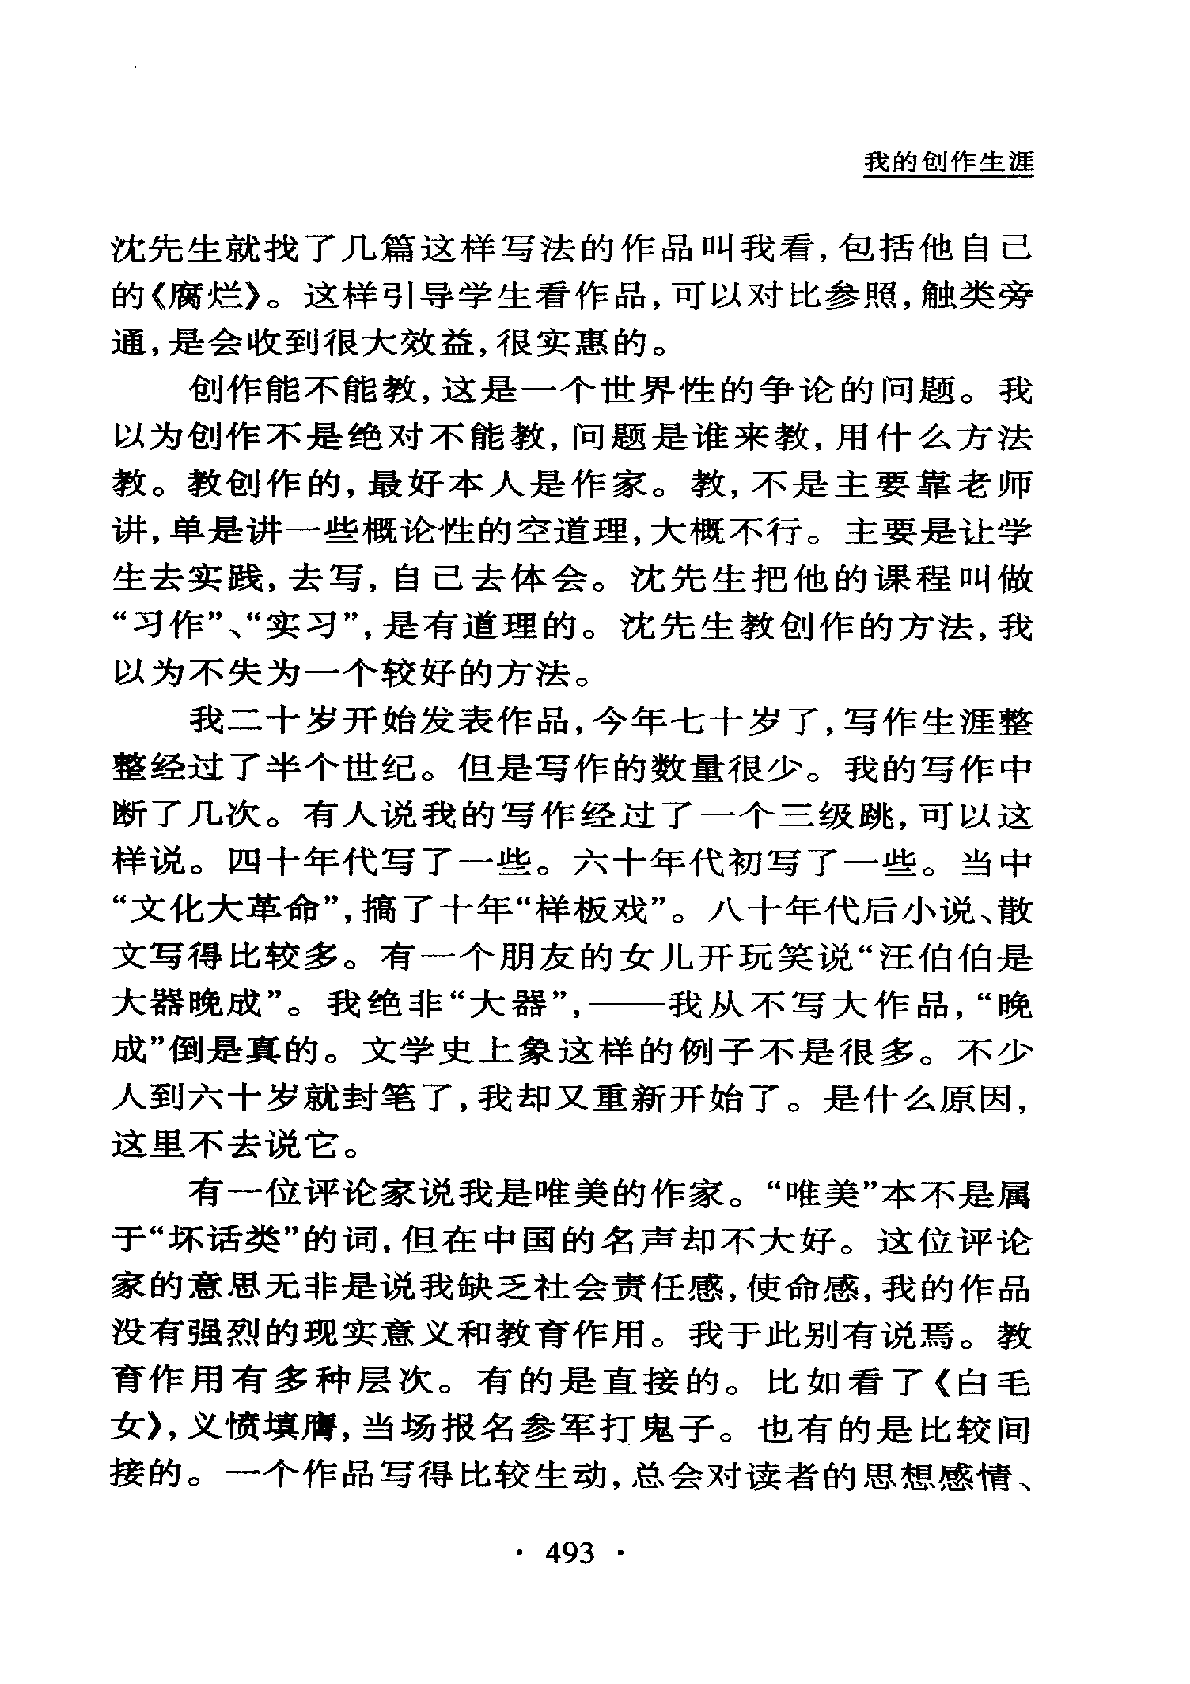 我的创作生涯
沈先生就找了几篇这样写法的作品叫我看,包括他自己
的《腐烂》。这样引导学生看作品,可以对比参照,触类旁
通,是会收到很大效益,很实惠的。
创作能不能教,这是一个世界性的争论的问题。我
以为创作不是绝对不能教,问题是谁来教,用什么方法
教。教创作的,最好本人是作家。教,不是主要靠老师
讲,单是讲一些概论性的空道理,大概不行。主要是让学
生去实践,去写,自己去体会。沈先生把他的课程叫做
“习作”、“实习”,是有道理的。沈先生教创作的方法,我
以为不失为一个较好的方法。
我二十岁开始发表作品,今年七十岁了,写作生涯整
整经过了半个世纪。但是写作的数量很少。我的写作中
断了几次。有人说我的写作经过了一个三级跳,可以这
样说。四十年代写了一些。六十年代初写了一些。当中
“文化大革命”,搞了十年“样板戏”。八十年代后小说、散
文写得比较多。有一个朋友的女儿开玩笑说“汪伯伯是
大器晚成”。我绝非“大器”,——我从不写大作品,“晚
成”倒是真的。文学史上象这样的例子不是很多。不少
人到六十岁就封笔了,我却又重新开始了。是什么原因,
这里不去说它。
有一位评论家说我是唯美的作家。“唯美”本不是属
于“坏话类”的词,但在中国的名声却不大好。这位评论
家的意思无非是说我缺乏社会责任感,使命感,我的作品
没有强烈的现实意义和教育作用。我于此别有说焉。教
育作用有多种层次。有的是直接的。比如看了《白毛
女》,义愤填膺,当场报名参军打鬼子。也有的是比较间
接的。一个作品写得比较生动,总会对读者的思想感情、
· 493 ·